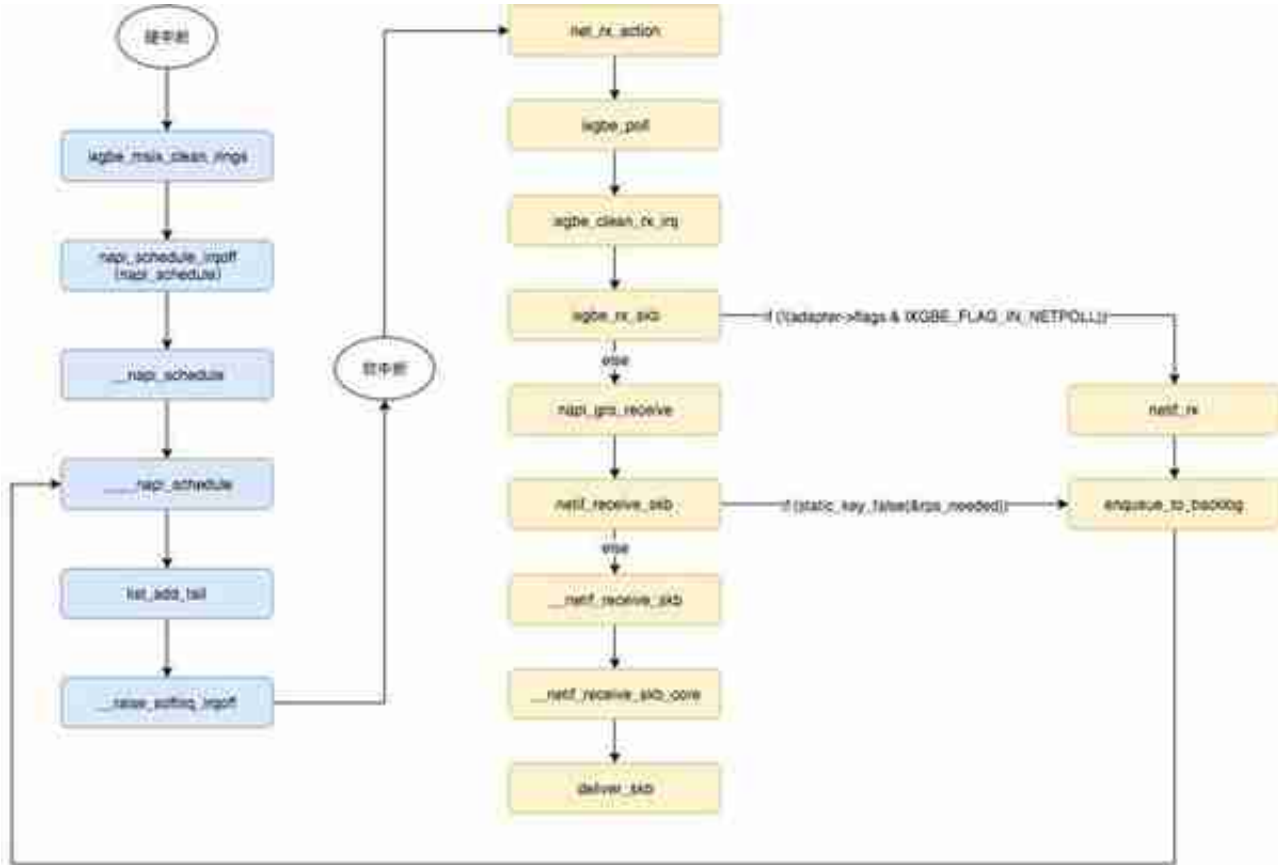 硬中断
ixgbe_msix_clean_rings
napi_schedule_irqoff
(napi_schedule)
__napi_schedule
____napi_schedule
list_add_tail
__raise_softirq_irqoff
软中断
net_rx_action
ixgbe_poll
ixgbe_clean_rx_irq
ixgbe_rx_skb
if (!(adapter->flags & IXGBE_FLAG_IN_NETPOLL))
else
napi_gro_receive
netif_rx
netif_receive_skb
if (static_key_false(&rps_needed))
enqueue_to_backlog
else
__netif_receive_skb
__netif_receive_skb_core
deliver_skb